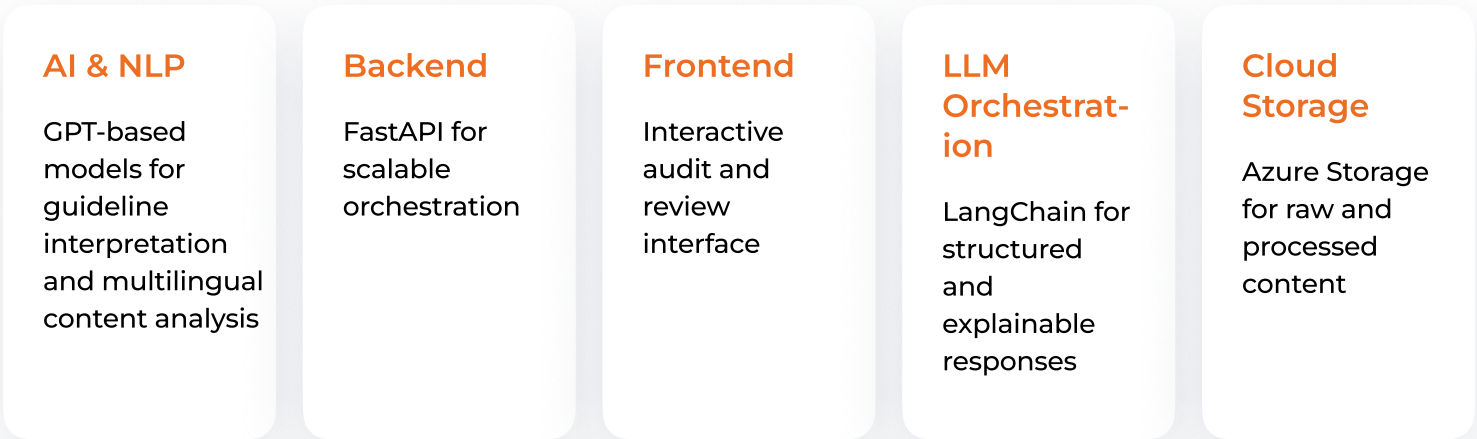 AI & NLP
GPT-based
models for
guideline
interpretation
and multilingual
content analysis
Backend
FastAPI for
scalable
orchestration
Frontend
Interactive
audit and
review
interface
LLM
Orchestrat-
ion
LangChain for
structured
and
explainable
responses
Cloud
Storage
Azure Storage
for raw and
processed
content